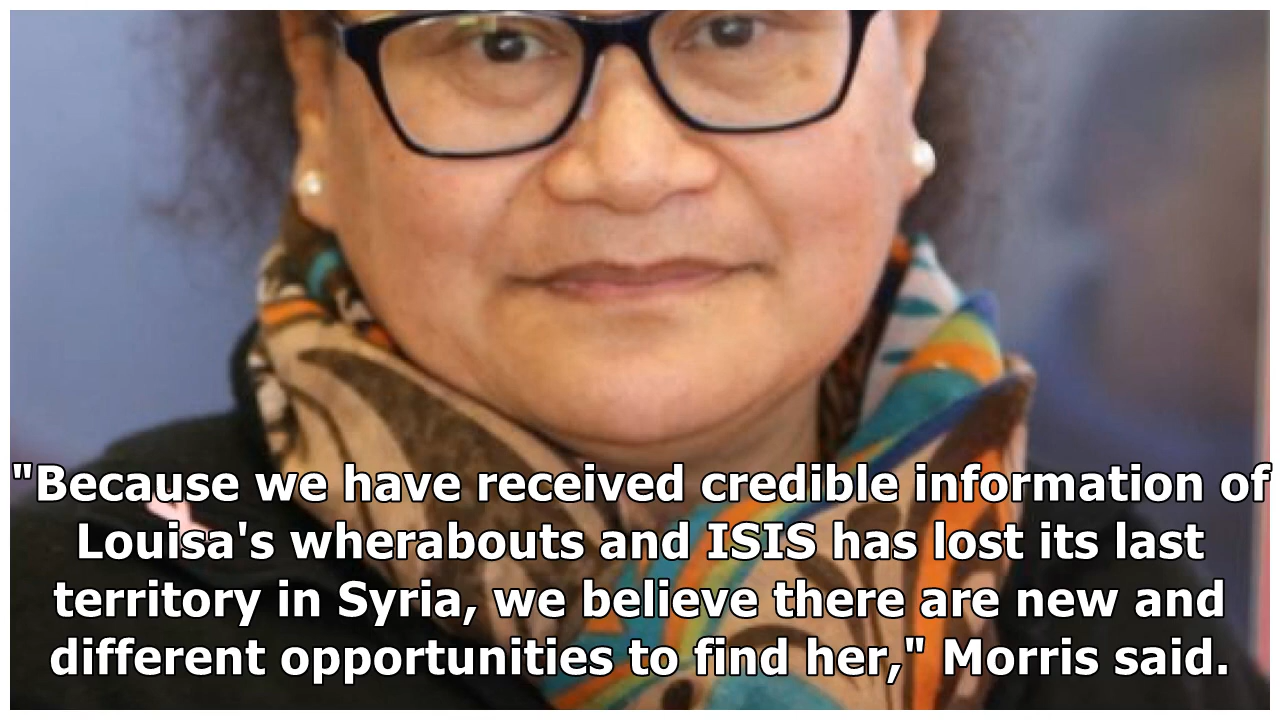 "Because we have received credible information of
Louisa's wherabouts and ISIS has lost its last
territory in Syria, we believe there are new and
different opportunities to find her," Morris said.